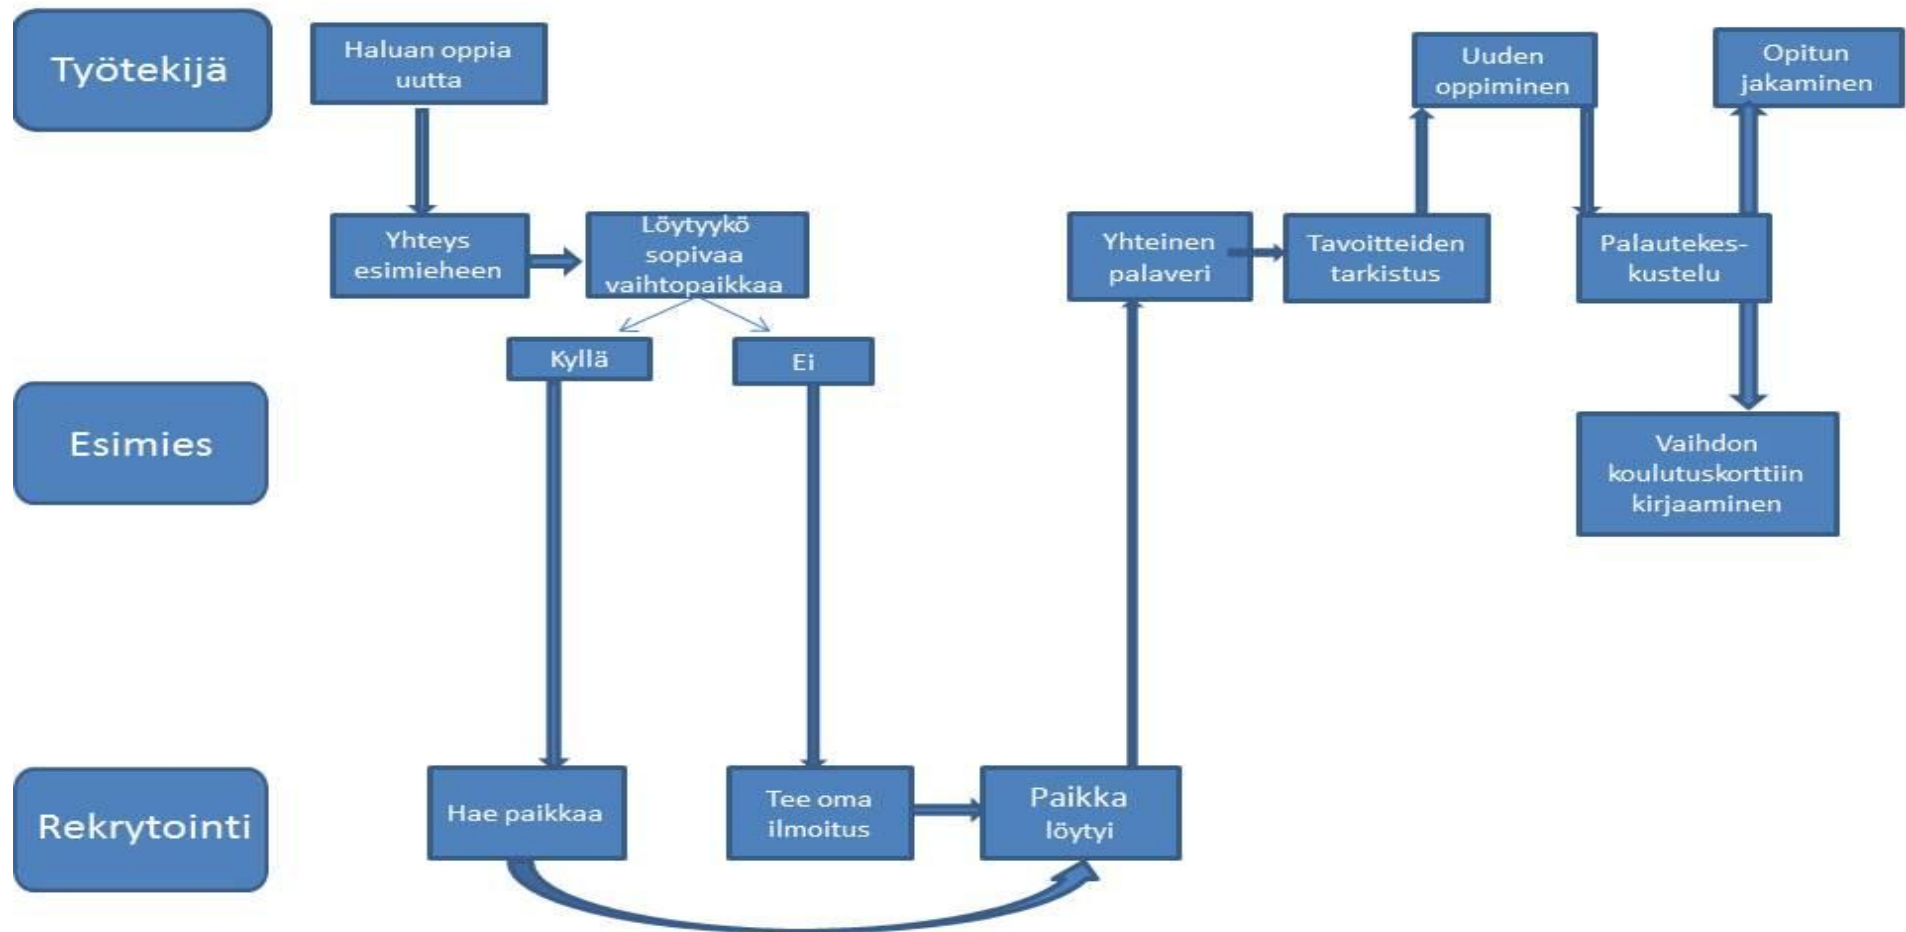 Työtekijä
Haluan oppia
uutta
Uuden
oppiminen
Opitun
jakaminen
Yhteys
esimieheen
Löytyykö
sopivaa
vaihtopaikkaa
Yhteinen
palaveri
Tavoitteiden
tarkistus
Palautekes-
kustelu
Kyllä
Ei
Esimies
Vaihdon
koulutuskorttiin
kirjaaminen
Rekrytointi
Hae paikkaa
Tee oma
ilmoitus
Paikka
löytyi